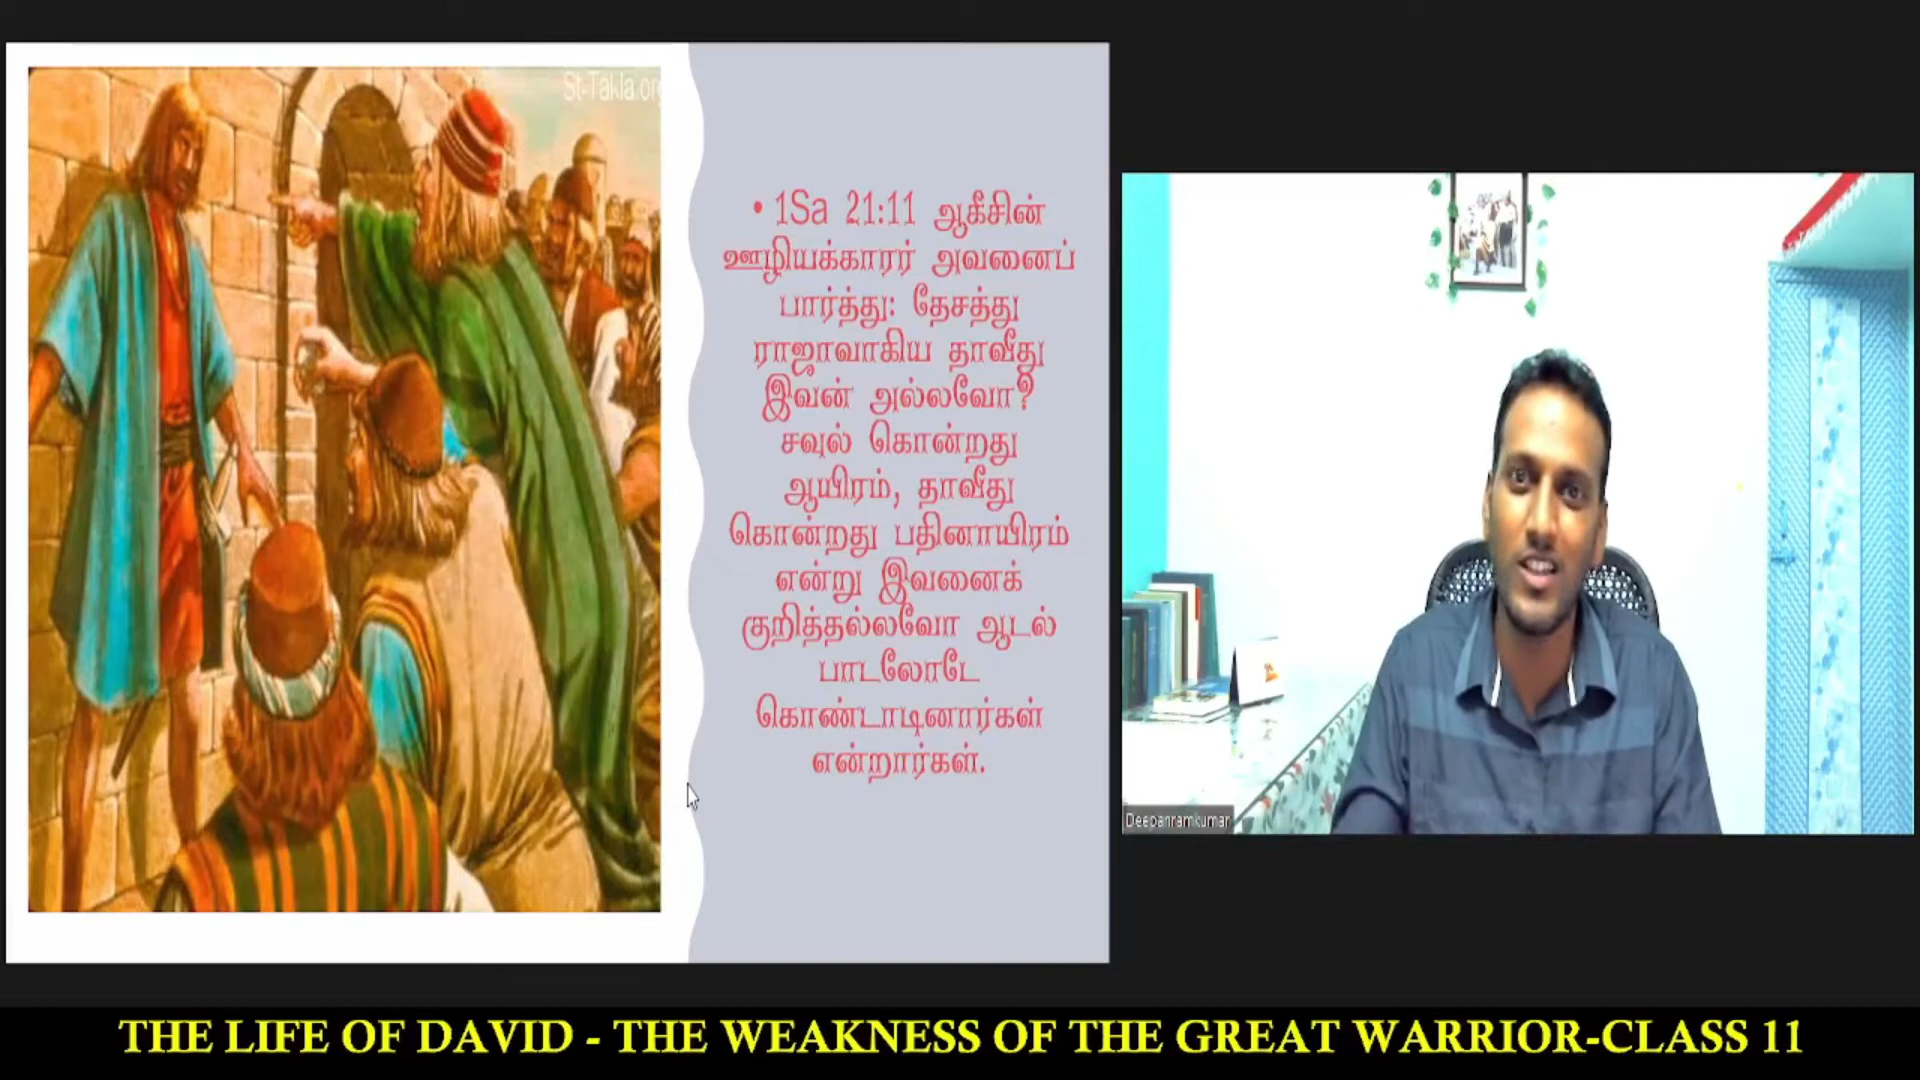 St-Takla.org
• 1Sa 21:11 ஆகீசின்
ஊழியக்காரர் அவனைப்
பார்த்து: தேசத்து
ராஜாவாகிய தாவீது
இவன் அல்லவோ?
சவுல் கொன்றது
ஆயிரம், தாவீது
கொன்றது பதினாயிரம்
என்று இவனைக்
குறித்தல்லவோ ஆடல்
பாடலோடே
கொண்டாடினார்கள்
என்றார்கள்.
Deepanramkumar
THE LIFE OF DAVID - THE WEAKNESS OF THE GREAT WARRIOR-CLASS 11